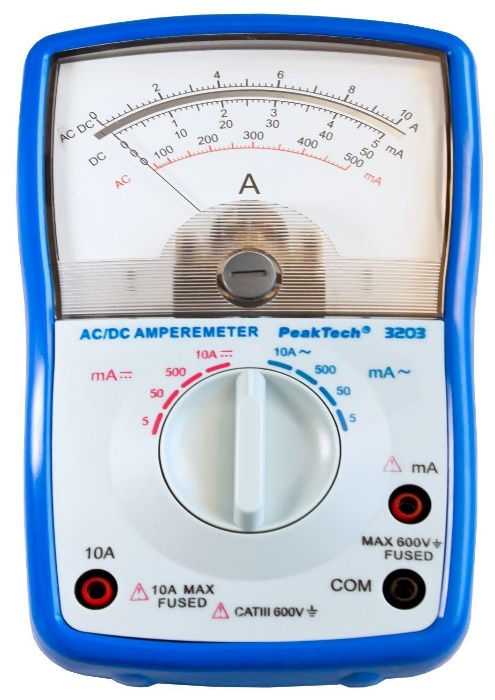 0 2 4 6 8 10
AC DC A
0 1 2 3 4 5
DC mA
0 10 20 30 40 50
0 100 200 300 400 500
AC mA
A
AC/DC AMPEREMETER PeakTech® 3203
10A ⎓ 10A ~
mA ⎓ 500 500 mA ~
50 50
5 5
⚠ mA
MAX 600V ⏚
FUSED
10A
⚠ 10A MAX
FUSED
COM
⚠ CATIII 600V ⏚